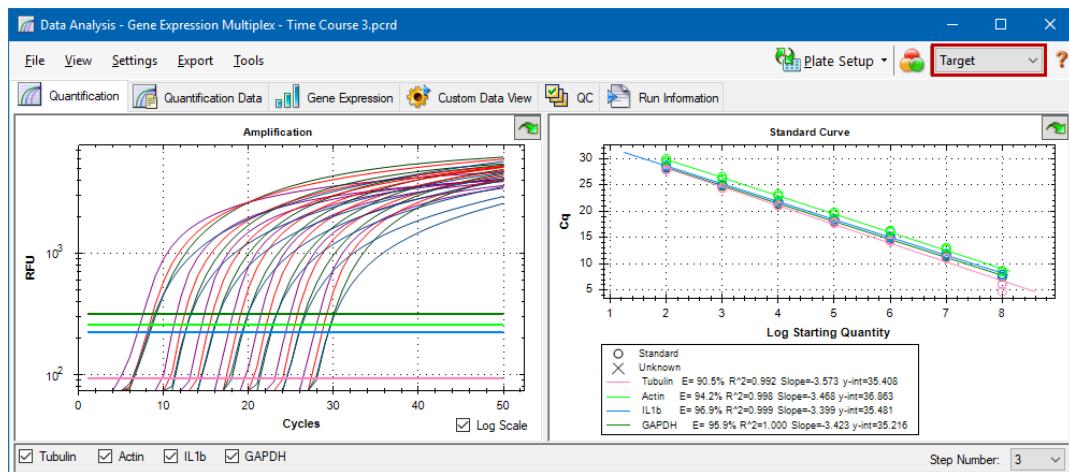 Data Analysis - Gene Expression Multiplex - Time Course 3.pcrd
File View Settings Export Tools Plate Setup Target ?
Quantification Quantification Data Gene Expression Custom Data View QC Run Information
Amplification
10^3
10^2
RFU
0 10 20 30 40 50
Cycles
Log Scale
Standard Curve
30
25
20
15
10
5
Cq
1 2 3 4 5 6 7 8
Log Starting Quantity
Standard
Unknown
Tubulin E= 90.5% R^2=0.992 Slope=-3.573 y-int=35.408
Actin E= 94.2% R^2=0.998 Slope=-3.468 y-int=36.863
IL1b E= 96.9% R^2=0.999 Slope=-3.399 y-int=35.481
GAPDH E= 95.9% R^2=1.000 Slope=-3.423 y-int=35.216
Tubulin Actin IL1b GAPDH Step Number: 3